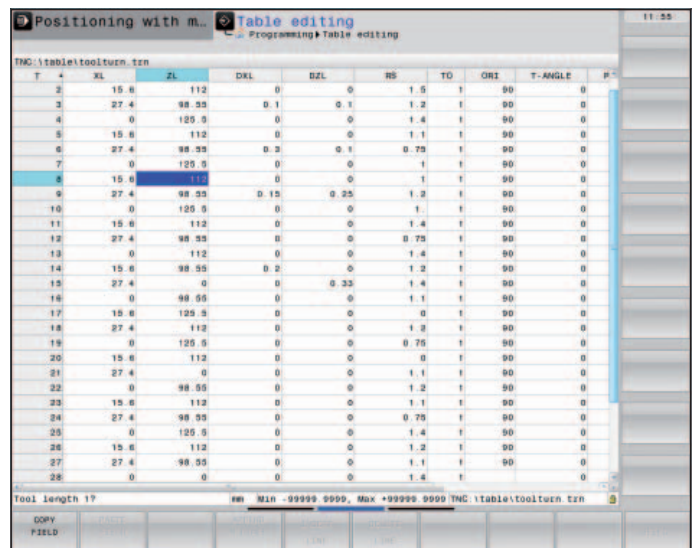 Positioning with m… Table editing 11:55
Programming Table editing
TNC:\table\toolturn.trn
T XL ZL DXL DZL RS TO ORI T-ANGLE P
2 15.6 112 0 0 1.5 1 90 0
3 27.4 98.55 0.1 0.1 1.2 1 90 0
4 0 125.5 0 0 1.4 1 90 0
5 15.6 112 0 0 1.1 1 90 0
6 27.4 98.55 0.3 0.1 0.75 1 90 0
7 0 125.5 0 0 1 1 90 0
8 15.6 112 0 0 1 1 90 0
9 27.4 98.55 0.15 0.25 1.2 1 90 0
10 0 125.5 0 0 1. 1 90 0
11 15.6 112 0 0 1.4 1 90 0
12 27.4 98.55 0 0 0.75 1 90 0
13 0 112 0 0 1.4 1 90 0
14 15.6 98.55 0.2 0 1.2 1 90 0
15 27.4 0 0 0.33 1.4 1 90 0
16 0 98.55 0 0 1.1 1 90 0
17 15.6 125.5 0 0 0 1 90 0
18 27.4 112 0 0 1.2 1 90 0
19 0 125.5 0 0 0.75 1 90 0
20 15.6 112 0 0 0 1 90 0
21 27.4 0 0 0 1.1 1 90 0
22 0 98.55 0 0 1.2 1 90 0
23 15.6 112 0 0 1.1 1 90 0
24 27.4 98.55 0 0 0.75 1 90 0
25 0 125.5 0 0 1.4 1 90 0
26 15.6 112 0 0 1.2 1 90 0
27 27.4 98.55 0 0 1.1 1 90 0
28 0 0 0 0 1.4 1 0
Tool length 1? mm Min -99999.9999, Max +99999.9999 TNC:\table\toolturn.trn
COPY
FIELD
LINE LINE